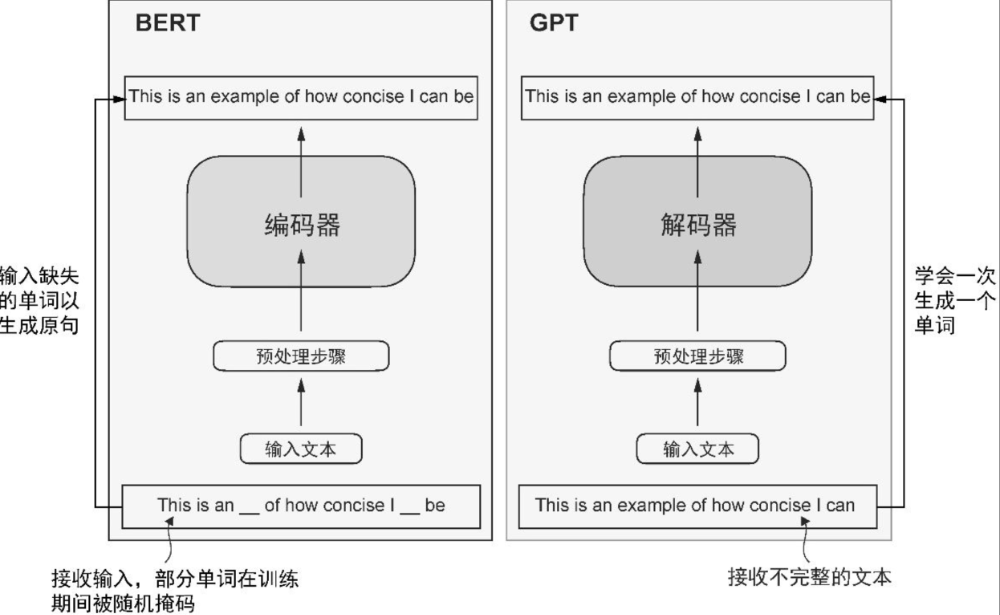 BERT
This is an example of how concise I can be
编码器
输入缺失
的单词以
生成原句
预处理步骤
输入文本
This is an __ of how concise I __ be
接收输入，部分单词在训练
期间被随机掩码
GPT
This is an example of how concise I can be
解码器
学会一次
生成一个
单词
预处理步骤
输入文本
This is an example of how concise I can
接收不完整的文本